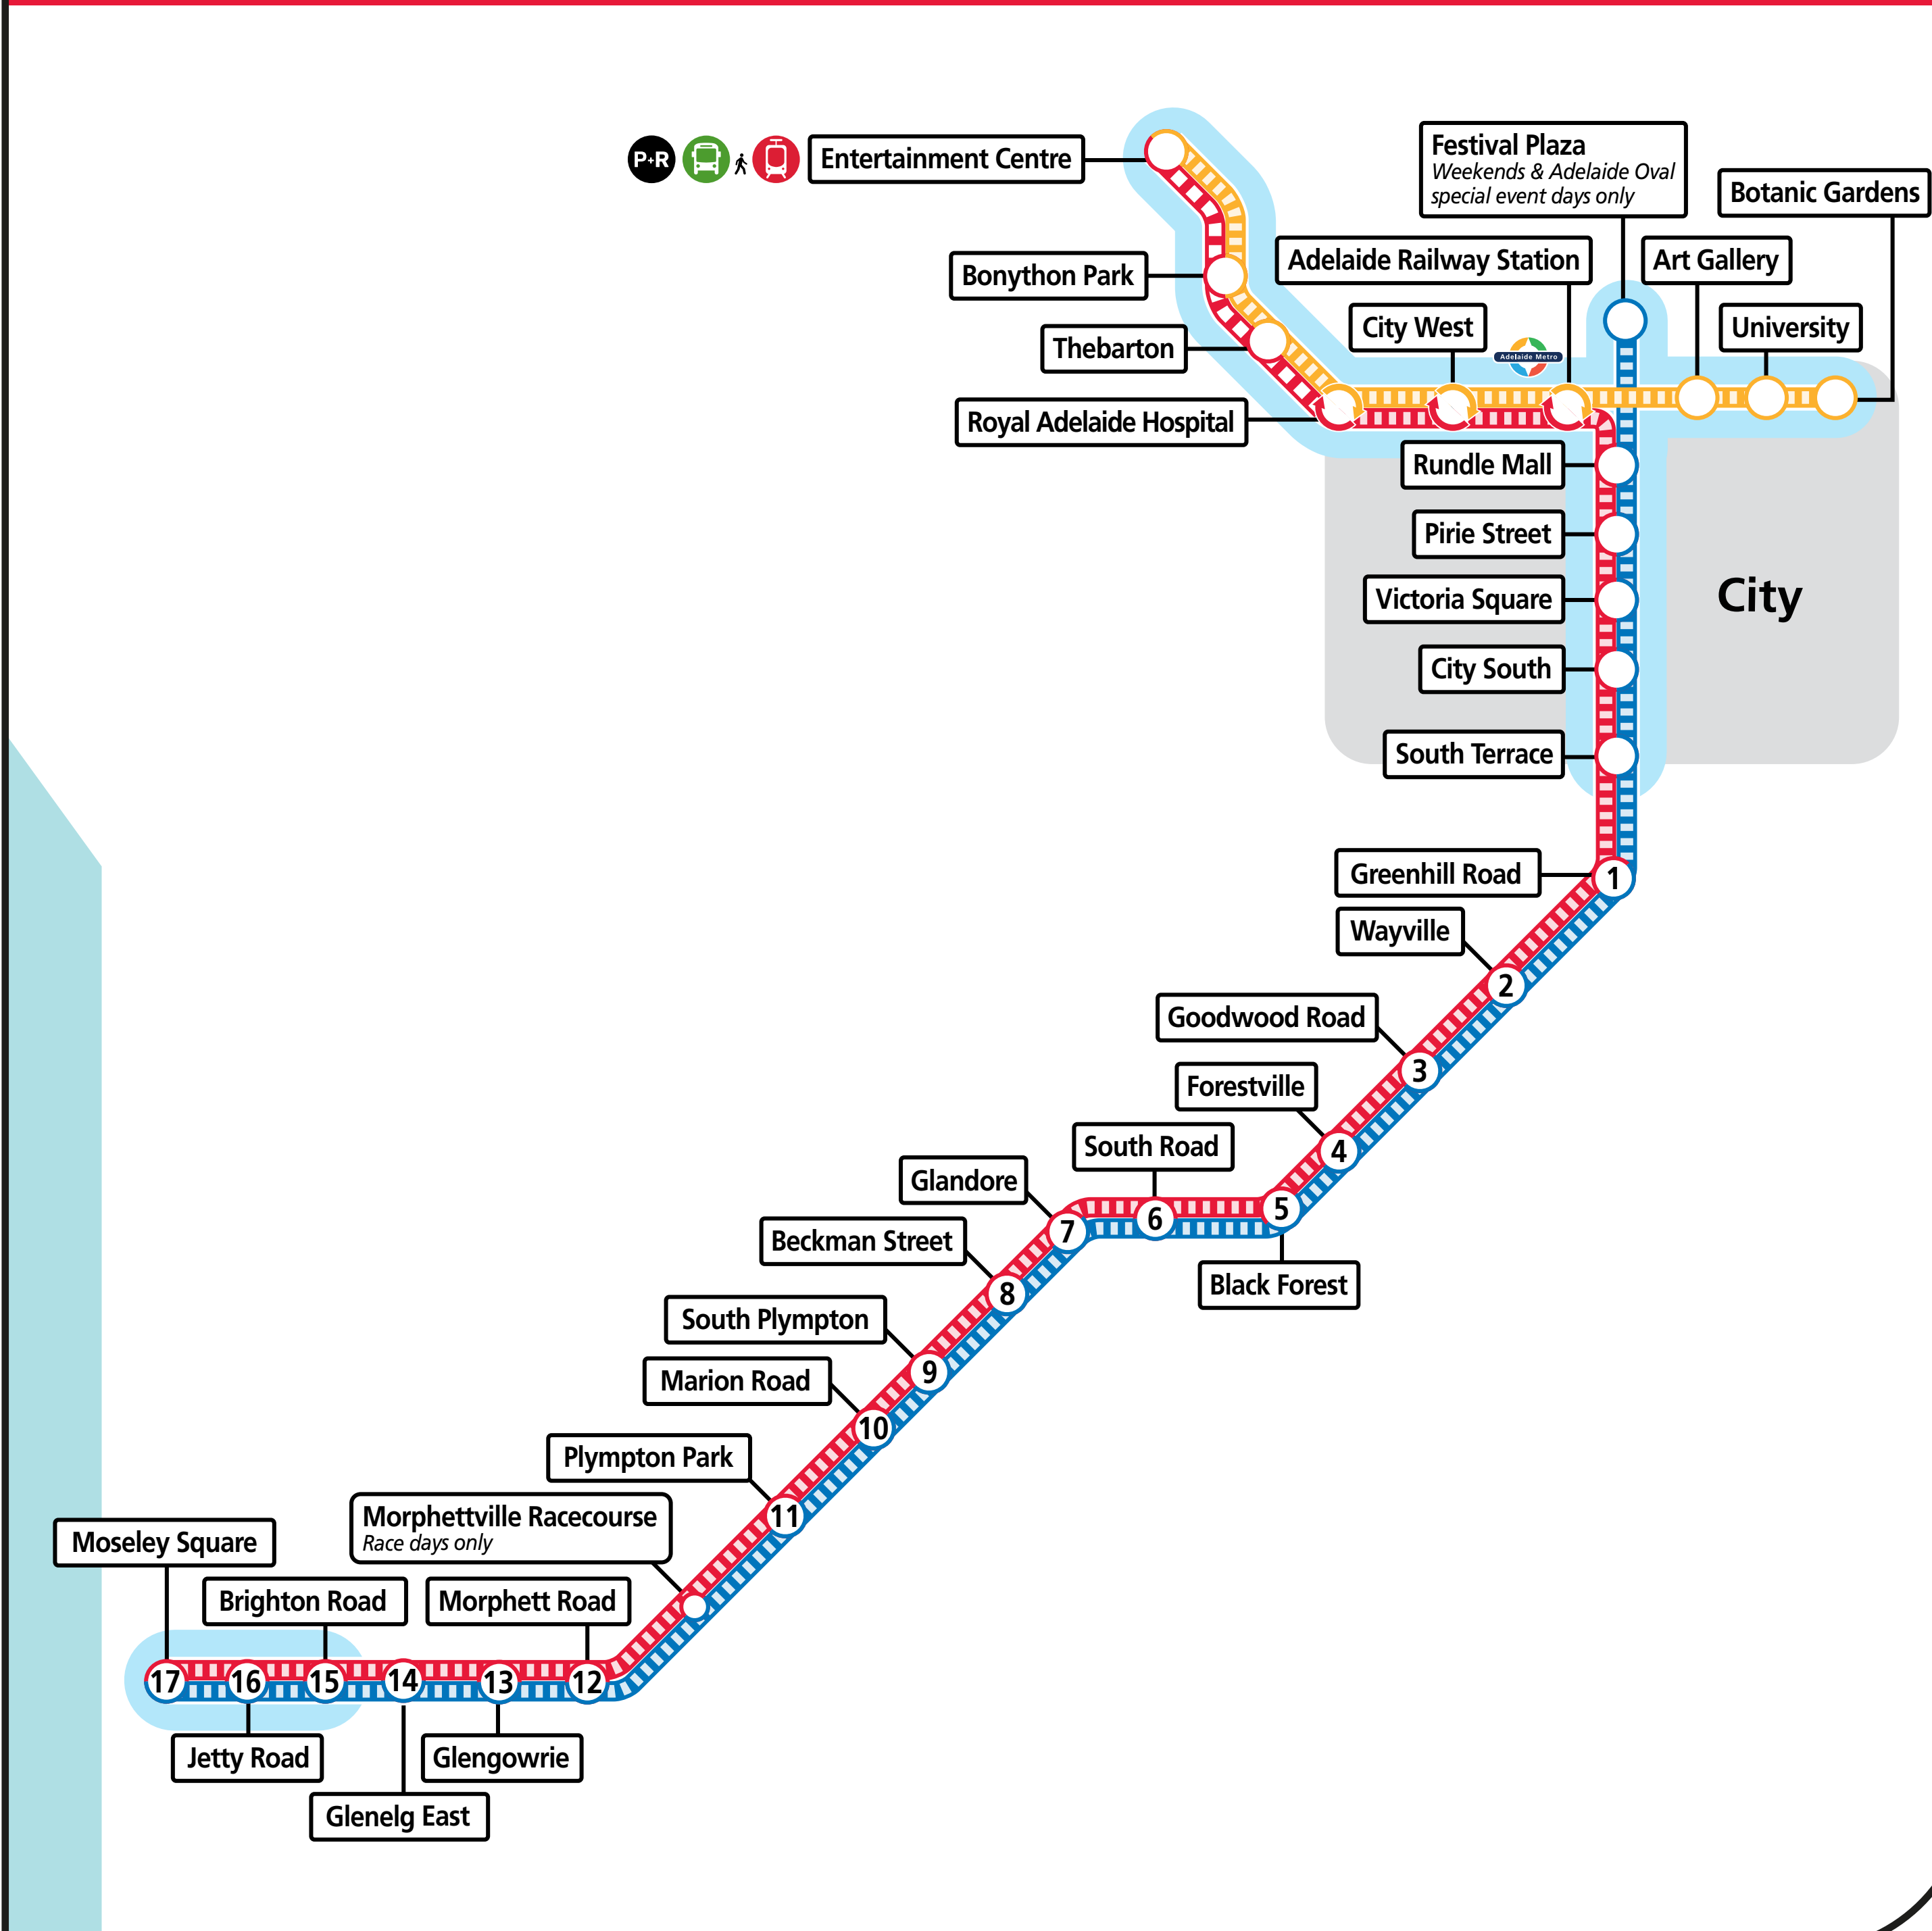 P+R
Entertainment Centre
Festival Plaza
Weekends & Adelaide Oval
special event days only
Botanic Gardens
Bonython Park
Adelaide Railway Station
Art Gallery
Thebarton
City West
Adelaide Metro
University
Royal Adelaide Hospital
Rundle Mall
Pirie Street
Victoria Square
City
City South
South Terrace
Greenhill Road
1
Wayville
2
Goodwood Road
3
Forestville
4
South Road
Glandore
5
6
7
Beckman Street
Black Forest
8
South Plympton
9
Marion Road
10
Plympton Park
11
Morphettville Racecourse
Race days only
Moseley Square
Brighton Road
Morphett Road
17
16
15
14
13
12
Jetty Road
Glengowrie
Glenelg East